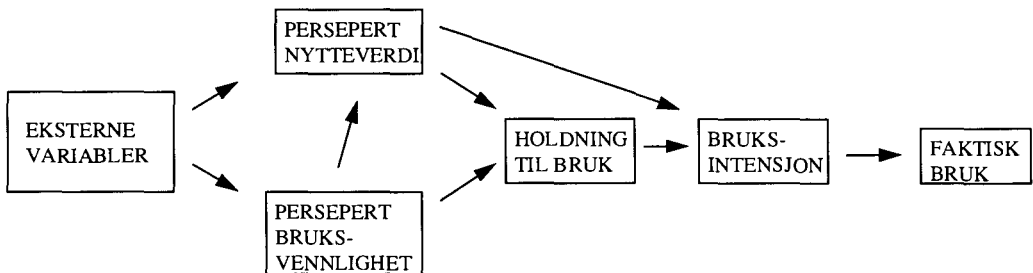 PERSEPERT
NYTTEVERDI
EKSTERNE
VARIABLER
HOLDNING
TIL BRUK
BRUKS-
INTENSJON
FAKTISK
BRUK
PERSEPERT
BRUKS-
VENNLIGHET